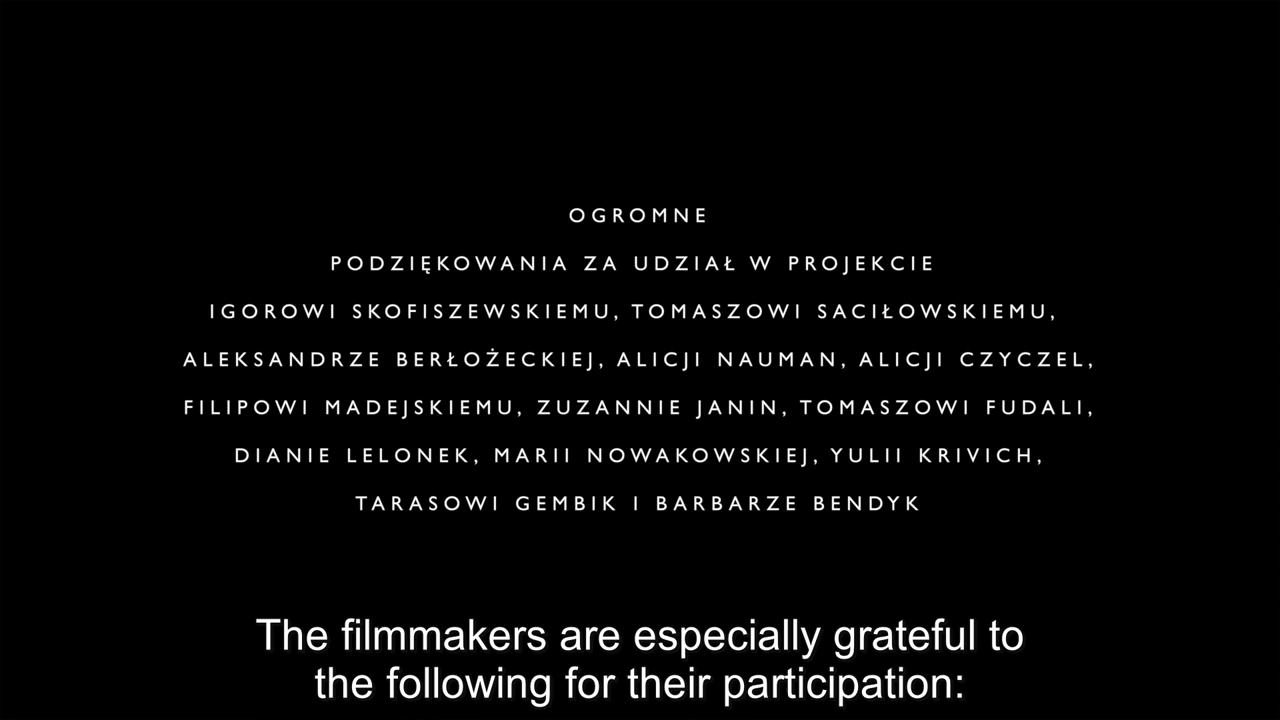 OGROMNE
PODZIĘKOWANIA ZA UDZIAŁ W PROJEKCIE
IGOROWI SKOFISZEWSKIEMU, TOMASZOWI SACIŁOWSKIEMU,
ALEKSANDRZE BERŁOŻECKIEJ, ALICJI NAUMAN, ALICJI CZYCZEL,
FILIPOWI MADEJSKIEMU, ZUZANNIE JANIN, TOMASZOWI FUDALI,
DIANIE LELONEK, MARII NOWAKOWSKIEJ, YULII KRIVICH,
TARASOWI GEMBIK I BARBARZE BENDYK
The filmmakers are especially grateful to
the following for their participation: